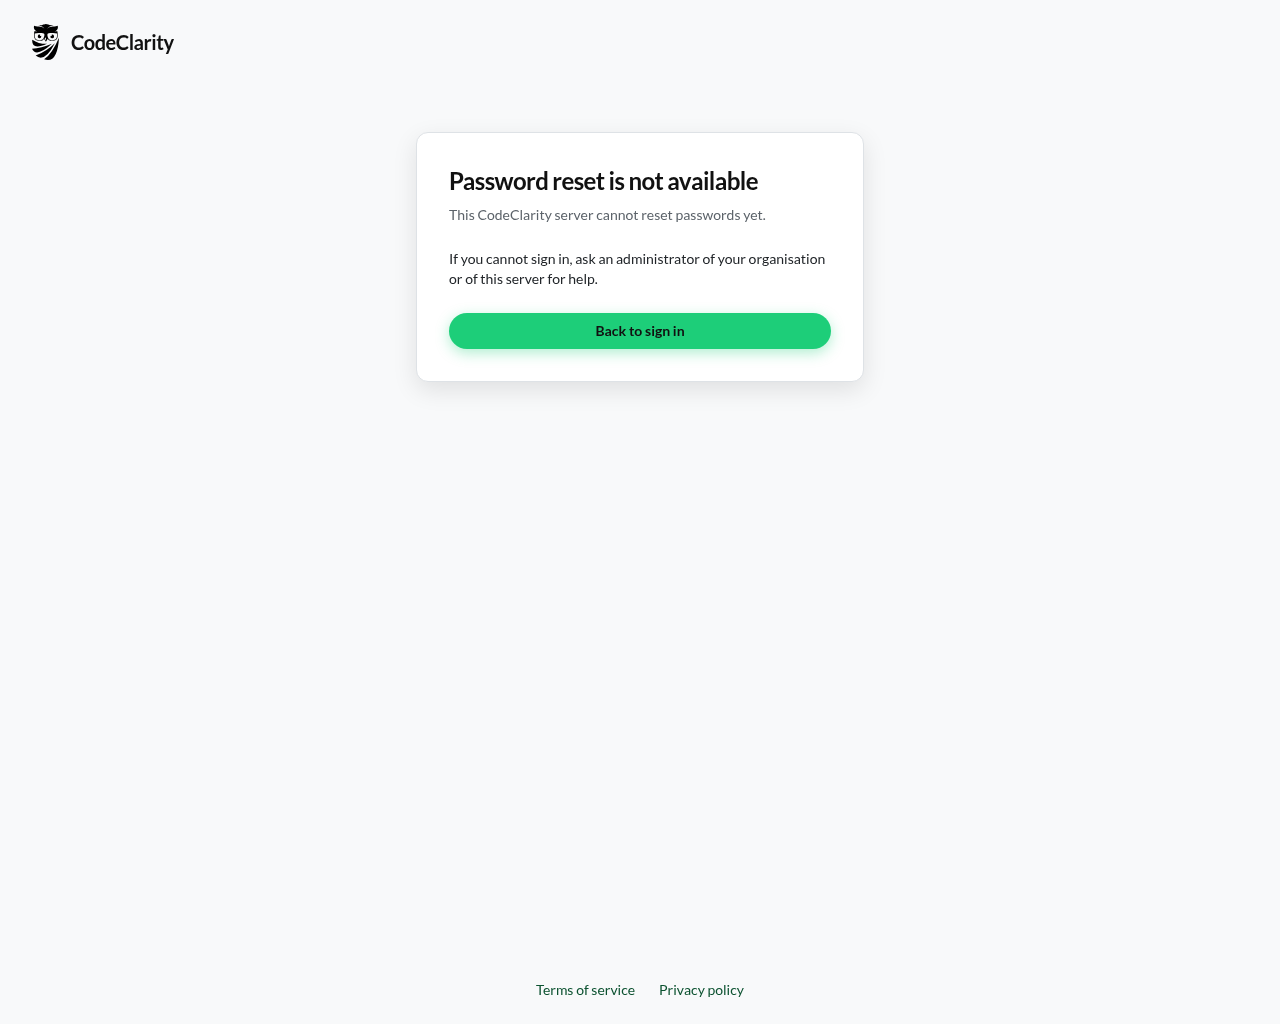 CodeClarity
Password reset is not available
This CodeClarity server cannot reset passwords yet.
If you cannot sign in, ask an administrator of your organisation
or of this server for help.
Back to sign in
Terms of service Privacy policy